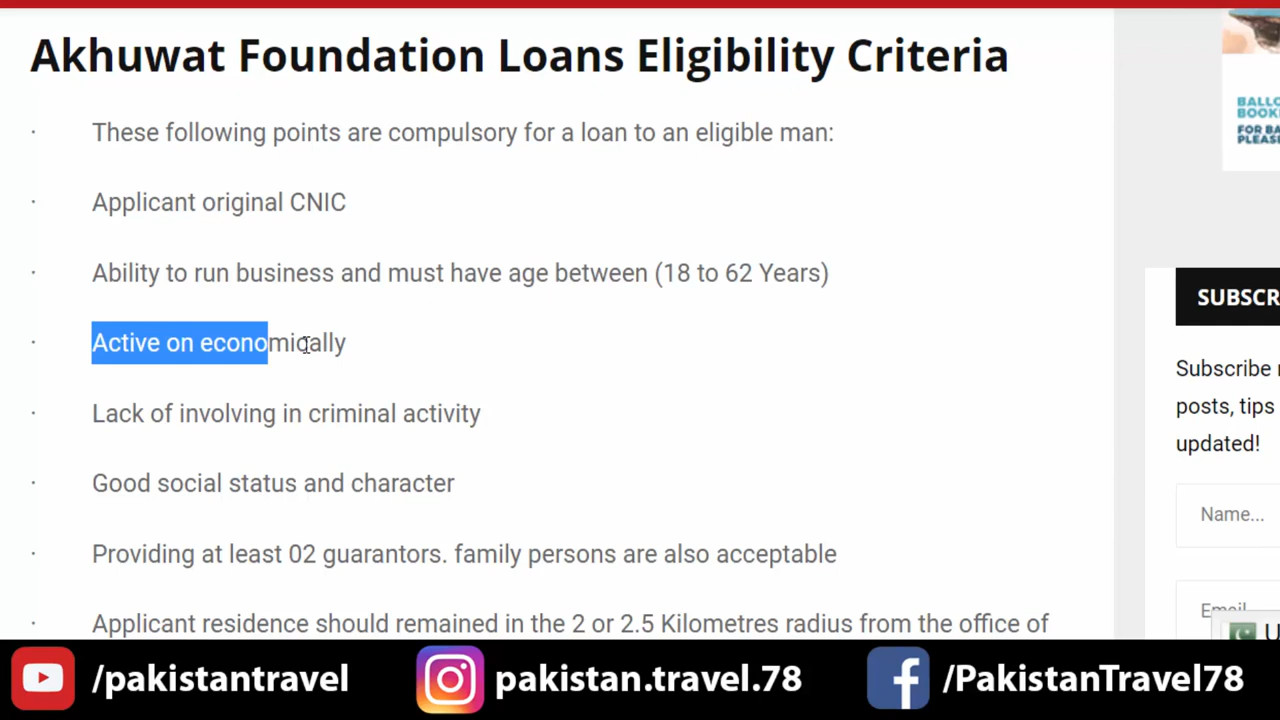 Akhuwat Foundation Loans Eligibility Criteria
· These following points are compulsory for a loan to an eligible man:
· Applicant original CNIC
· Ability to run business and must have age between (18 to 62 Years)
· Active on economically
· Lack of involving in criminal activity
· Good social status and character
· Providing at least 02 guarantors. family persons are also acceptable
· Applicant residence should remained in the 2 or 2.5 Kilometres radius from the office of
FOR
PLEASE
SUBSCR
Subscribe
posts, tips
updated!
Name...
Email
/pakistantravel
pakistan.travel.78
/PakistanTravel78